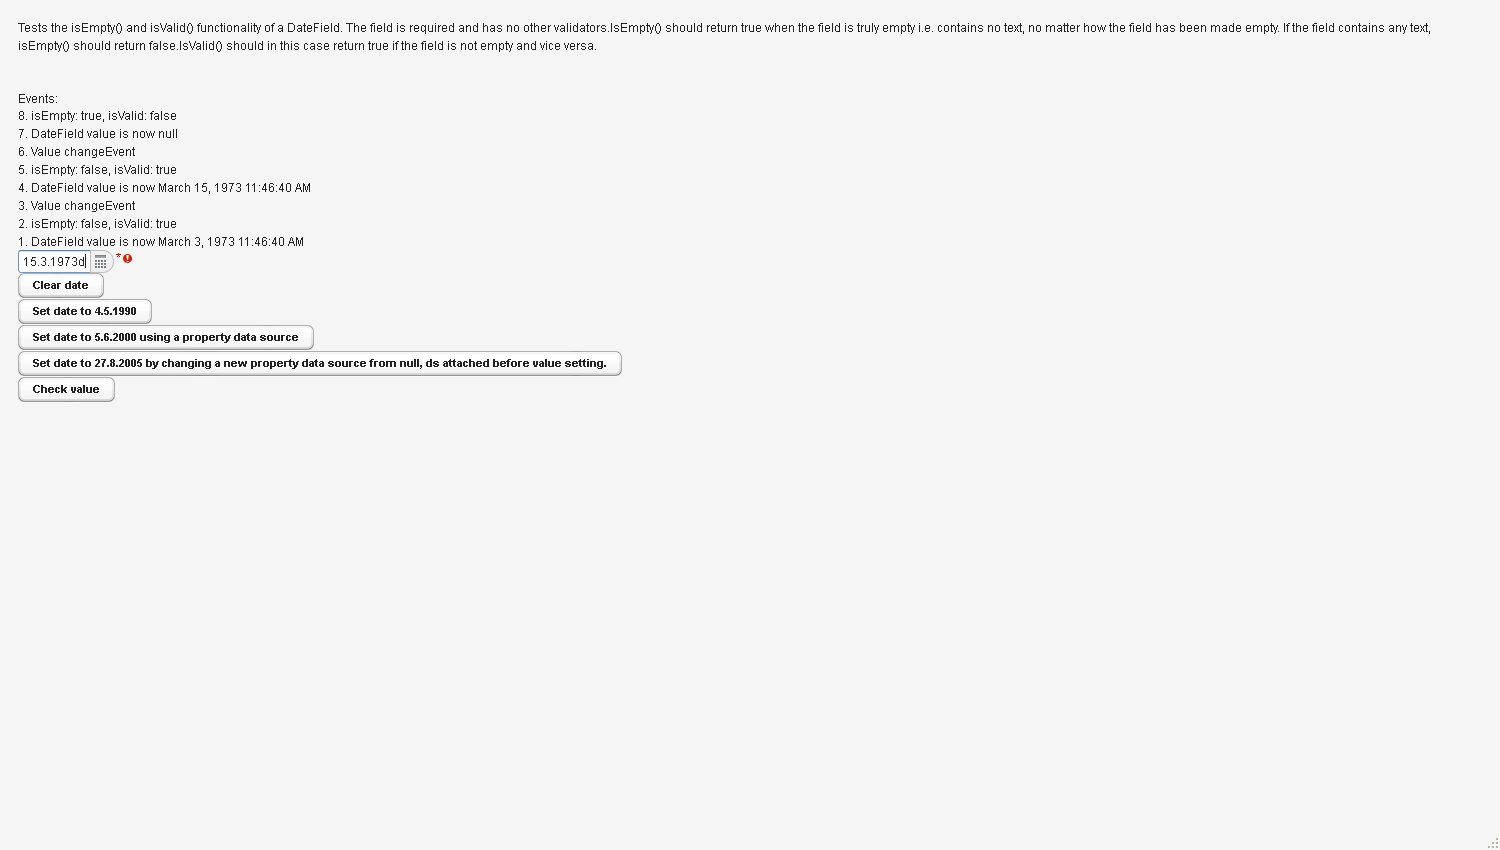 Tests the isEmpty() and isValid() functionality of a DateField. The field is required and has no other validators.IsEmpty() should return true when the field is truly empty i.e. contains no text, no matter how the field has been made empty. If the field contains any text,
isEmpty() should return false.IsValid() should in this case return true if the field is not empty and vice versa.
Events:
8. isEmpty: true, isValid: false
7. DateField value is now null
6. Value changeEvent
5. isEmpty: false, isValid: true
4. DateField value is now March 15, 1973 11:46:40 AM
3. Value changeEvent
2. isEmpty: false, isValid: true
1. DateField value is now March 3, 1973 11:46:40 AM
15.3.1973d *
Clear date
Set date to 4.5.1990
Set date to 5.6.2000 using a property data source
Set date to 27.8.2005 by changing a new property data source from null, ds attached before value setting.
Check value